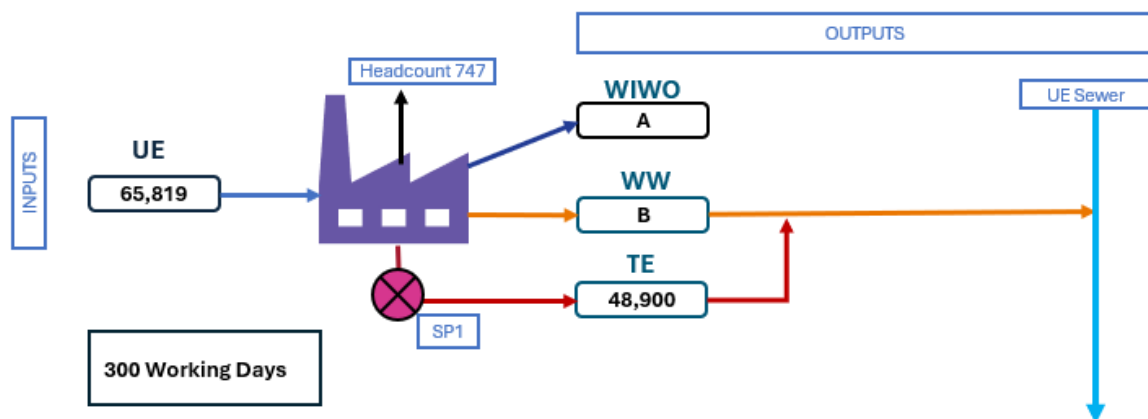 OUTPUTS
Headcount 747
WIWO
A
UE Sewer
INPUTS
UE
65,819
WW
B
TE
48,900
SP1
300 Working Days